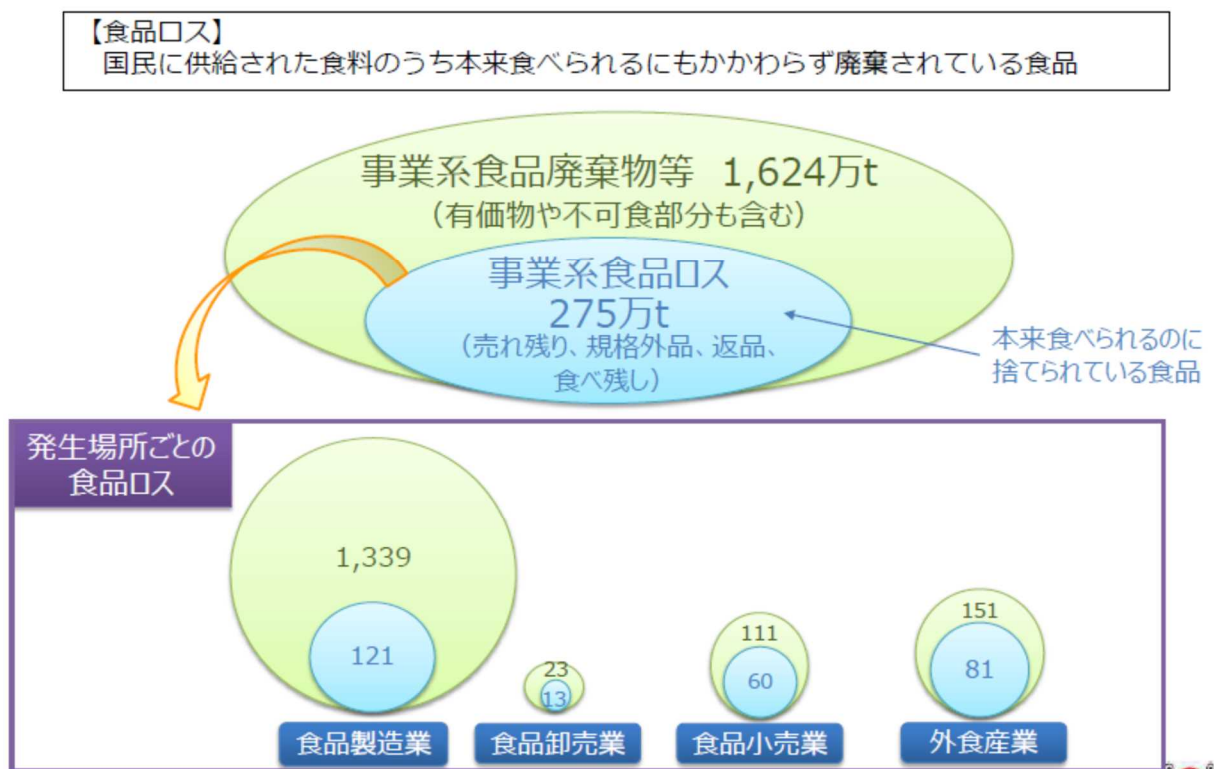 【食品ロス】
国民に供給された食料のうち本来食べられるにもかかわらず廃棄されている食品
事業系食品廃棄物等 1,624万t
（有価物や不可食部分も含む）
事業系食品ロス
275万t
（売れ残り、規格外品、返品、
食べ残し）
本来食べられるのに
捨てられている食品
発生場所ごとの
食品ロス
1,339
121
食品製造業
23
13
食品卸売業
111
60
食品小売業
151
81
外食産業